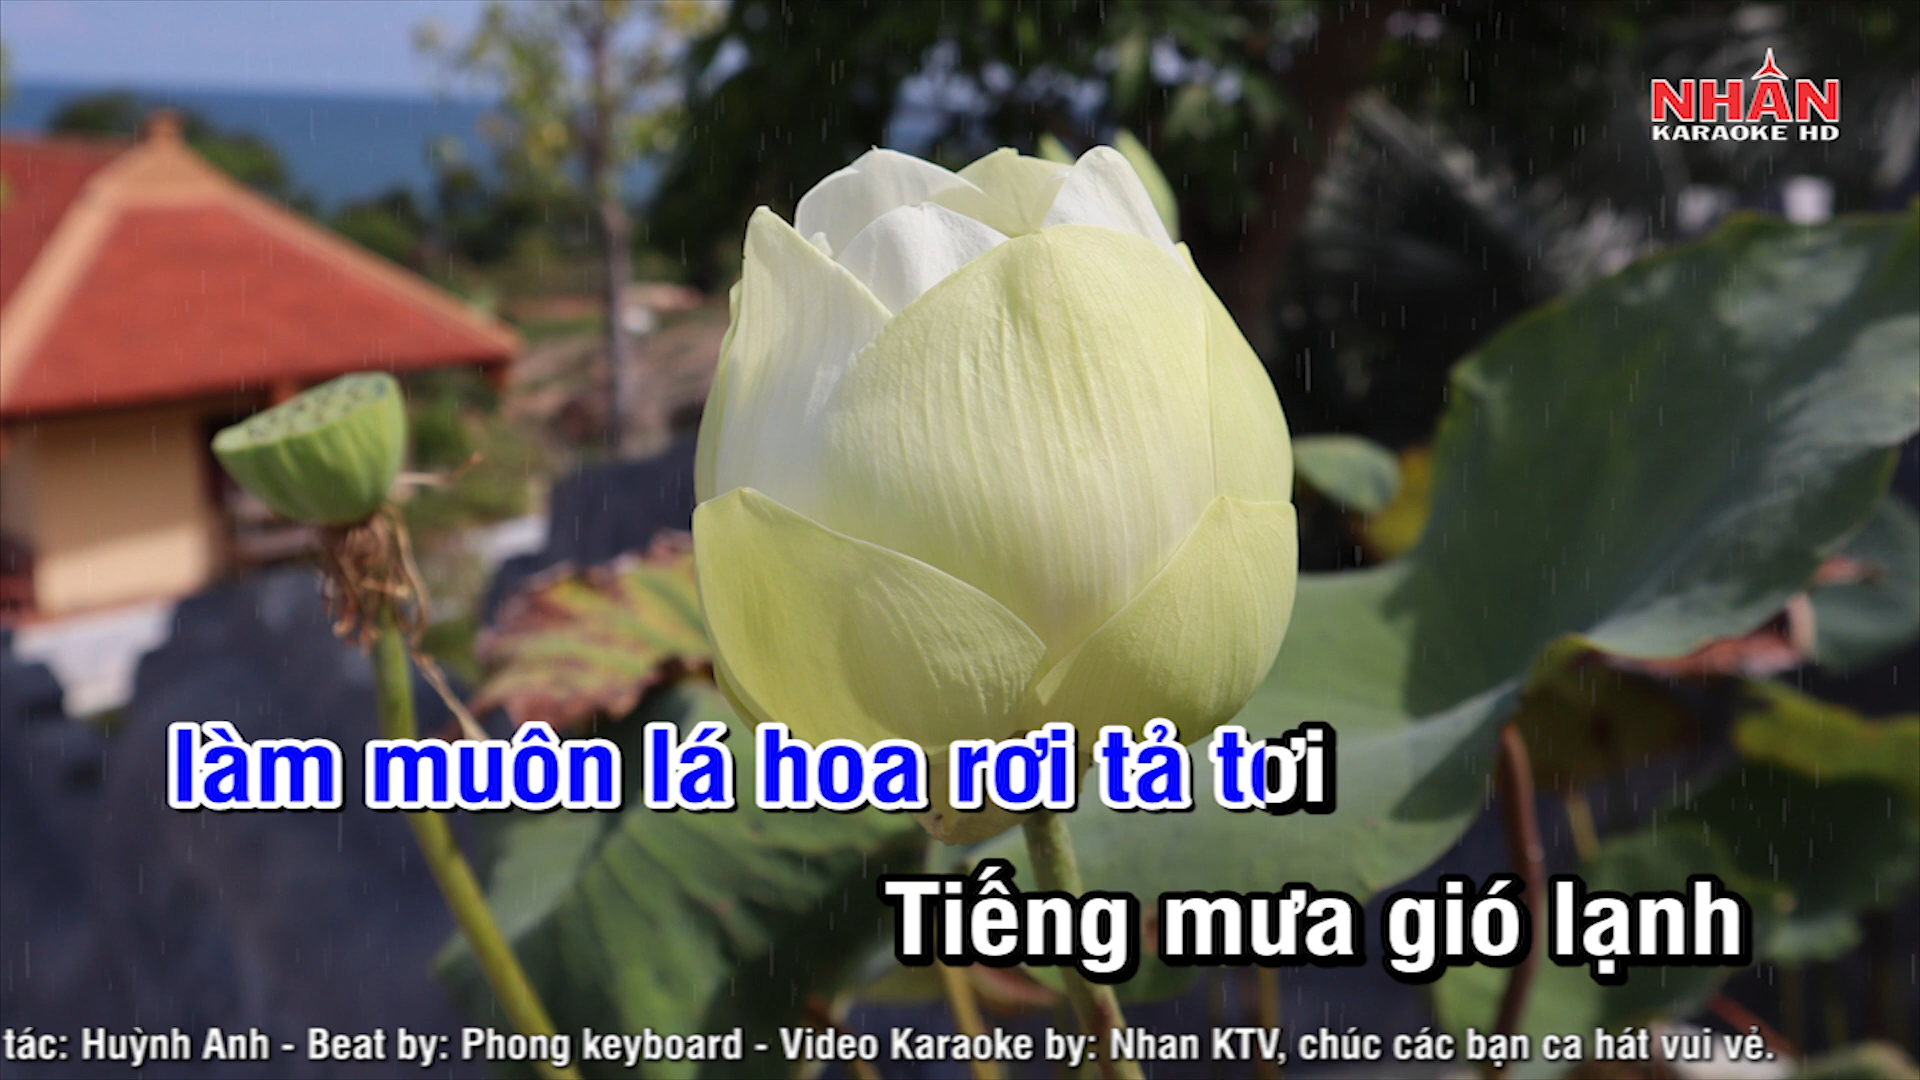 NHÂN
KARAOKE HD
làm muôn lá hoa rơi tả tơi
Tiếng mưa gió lạnh
tác: Huỳnh Anh - Beat by: Phong keyboard - Video Karaoke by: Nhan KTV, chúc các bạn ca hát vui vẻ.